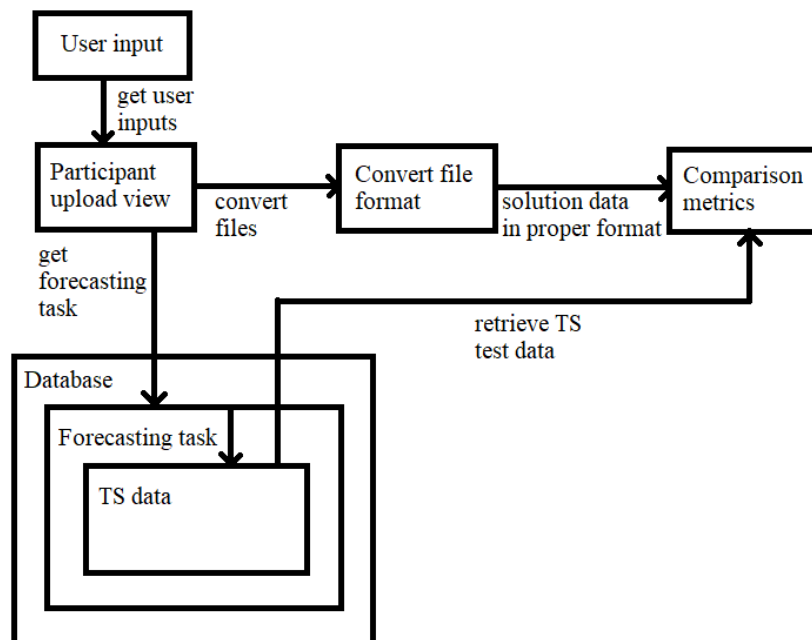 User input
get user
inputs
Participant
upload view
convert
files
Convert file
format
solution data
in proper format
Comparison
metrics
get
forecasting
task
retrieve TS
test data
Database
Forecasting task
TS data